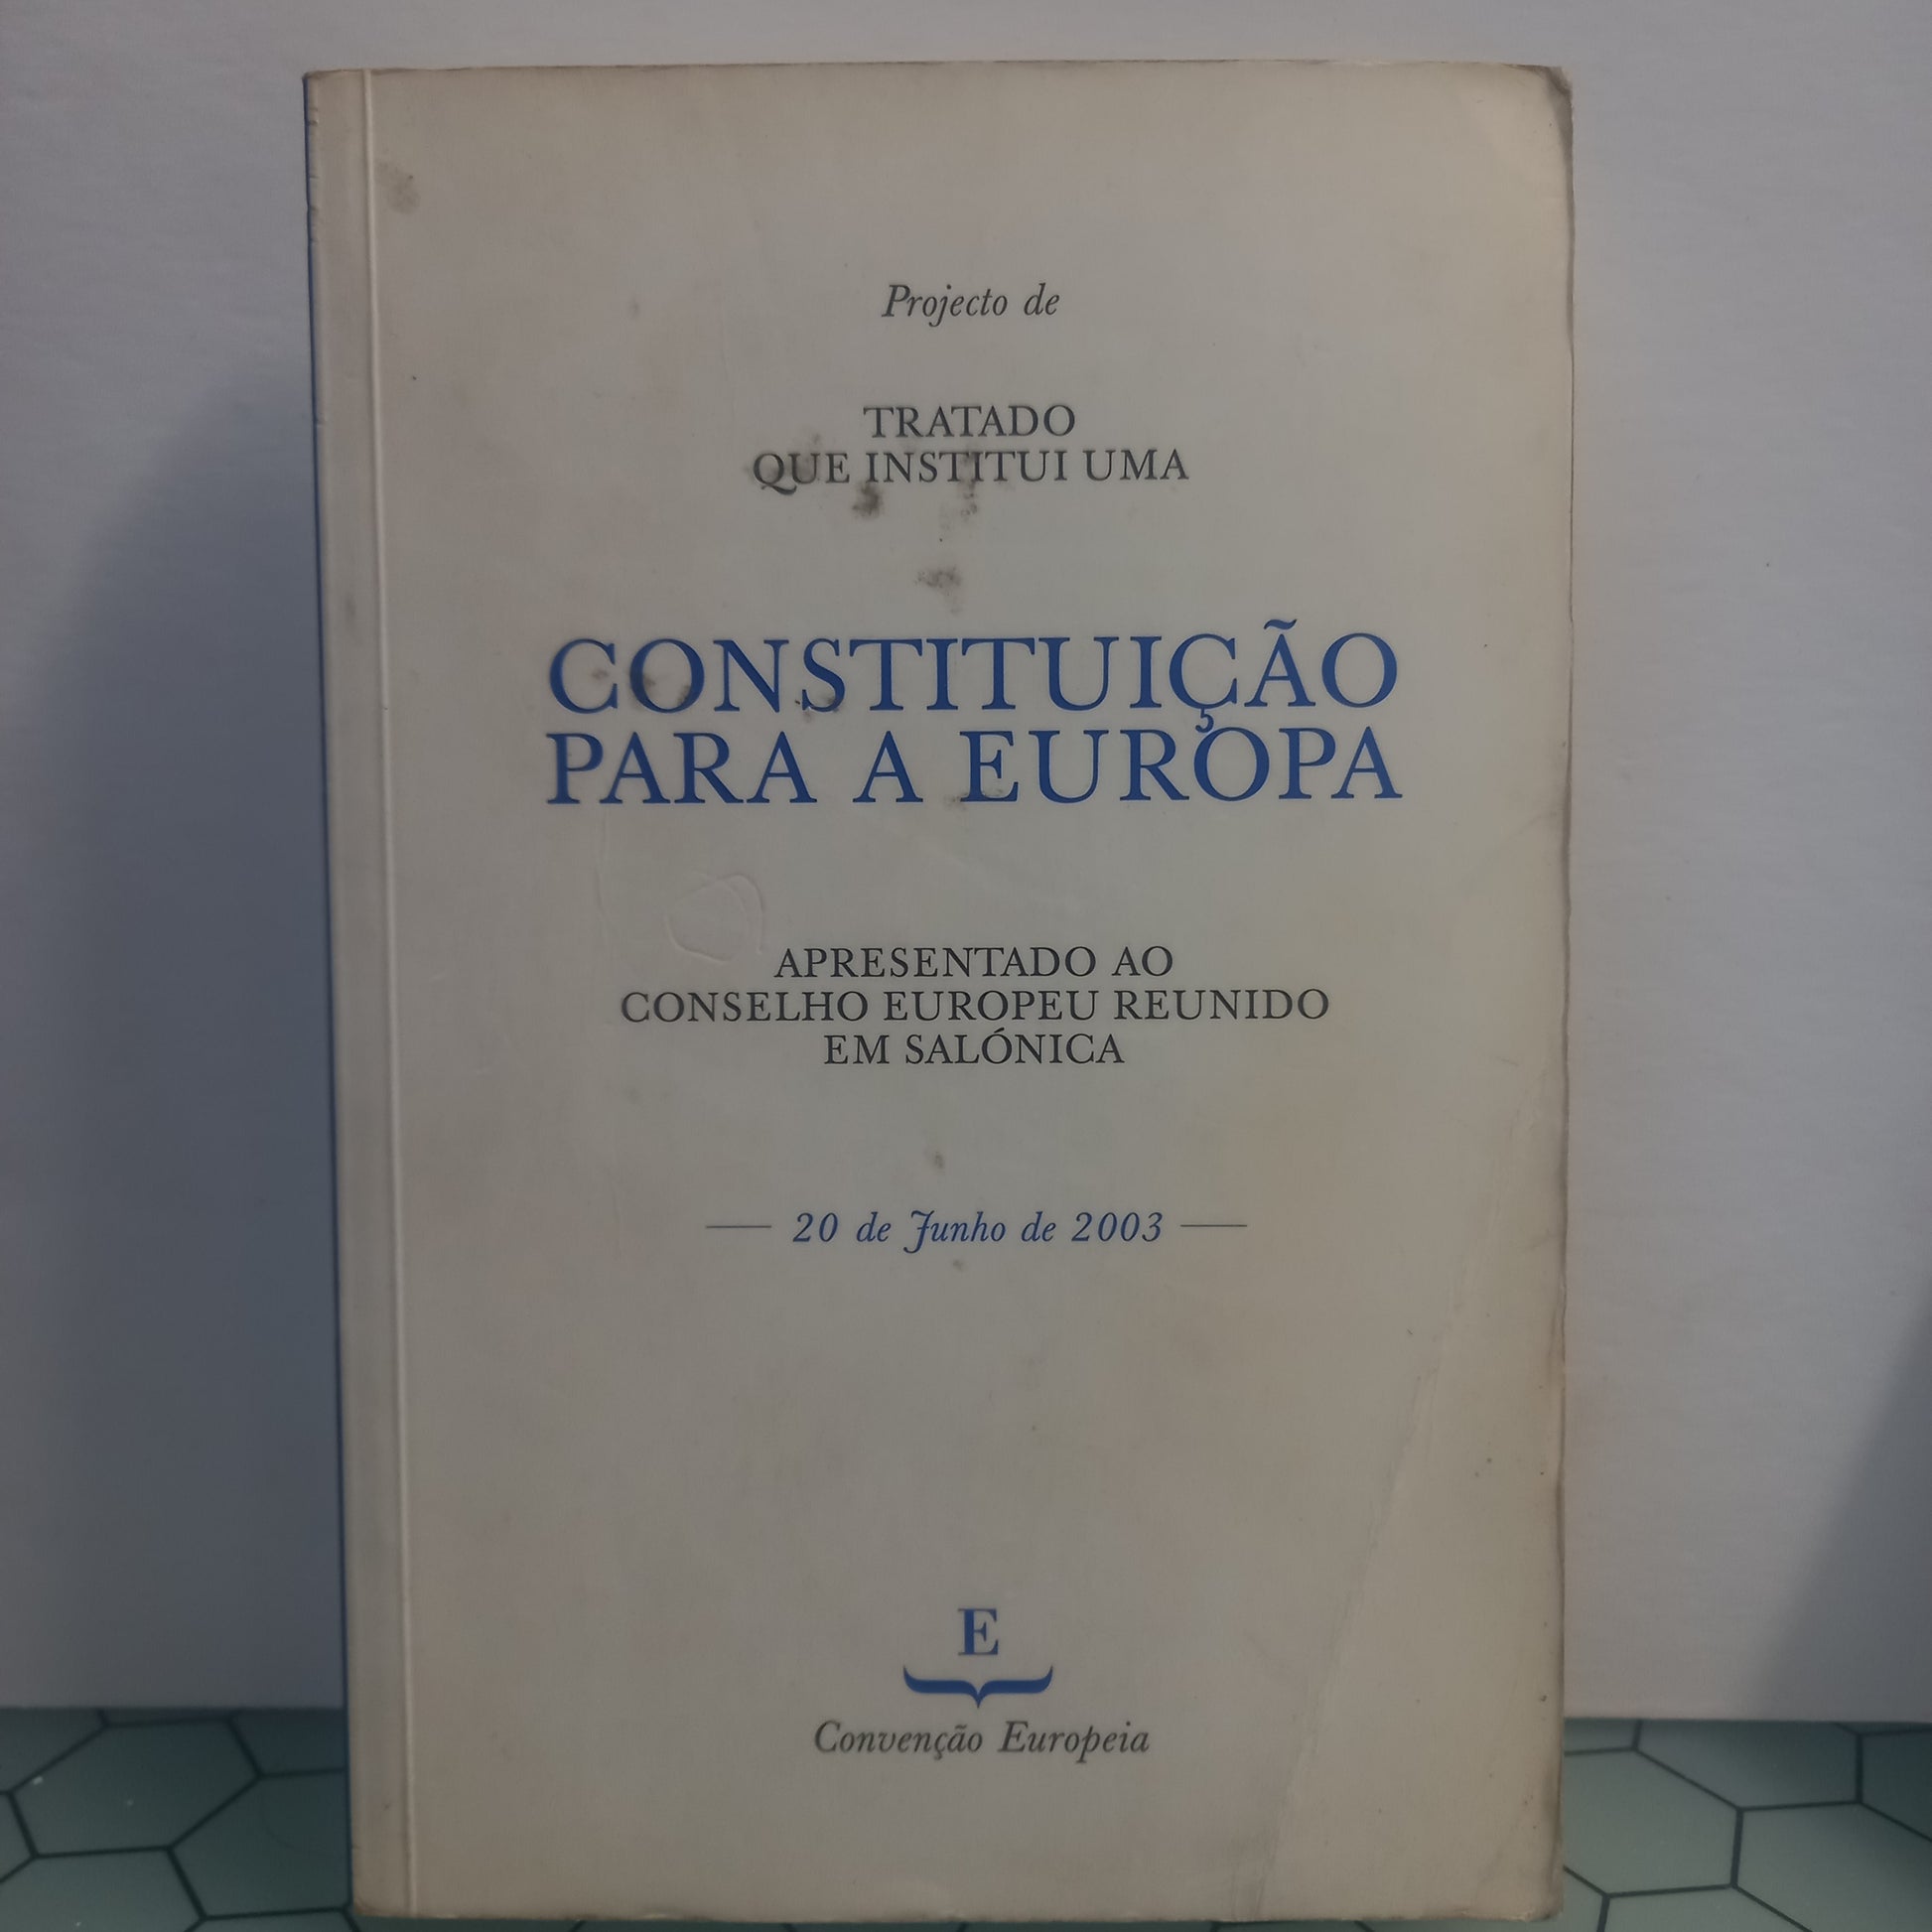 Projecto de
TRATADO
QUE INSTITUI UMA
CONSTITUIÇÃO
PARA A EUROPA
APRESENTADO AO
CONSELHO EUROPEU REUNIDO
EM SALÓNICA
— 20 de Junho de 2003 —
E
Convenção Europeia